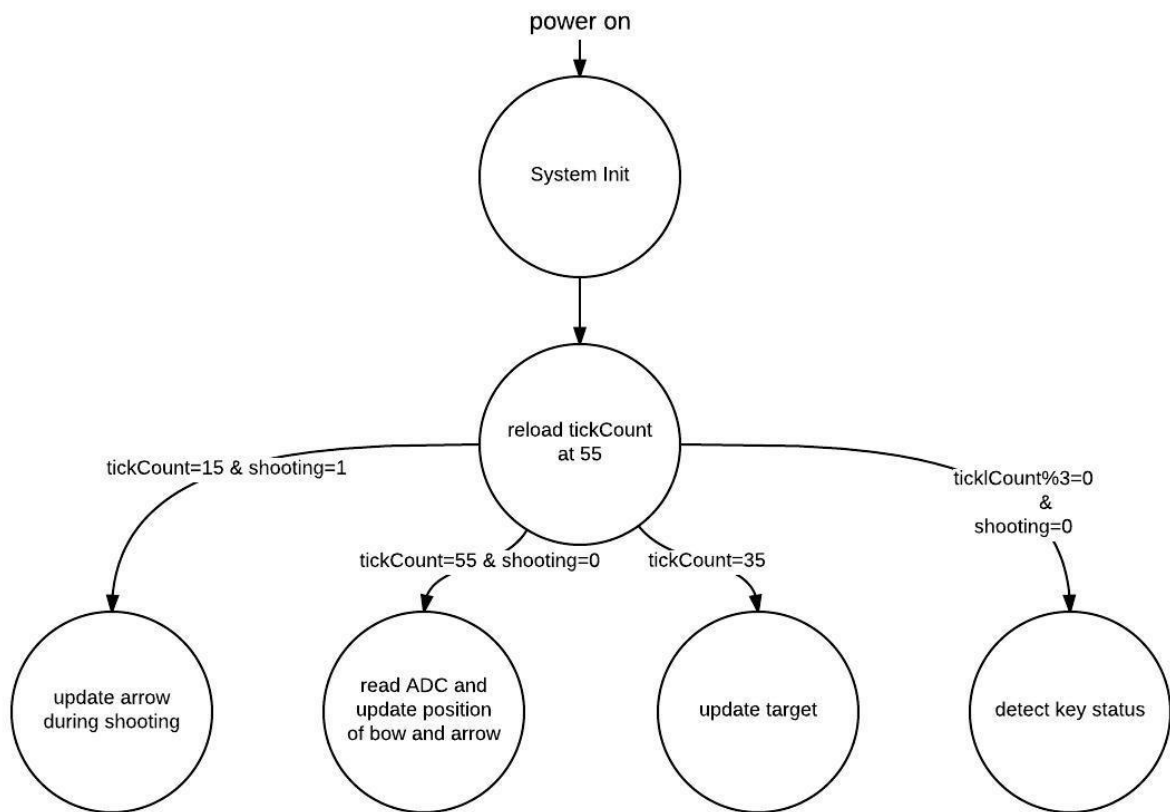 power on
System Init
reload tickCount
at 55
tickCount=15 & shooting=1
tickCount=55 & shooting=0
tickCount=35
ticklCount%3=0
&
shooting=0
update arrow
during shooting
read ADC and
update position
of bow and arrow
update target
detect key status